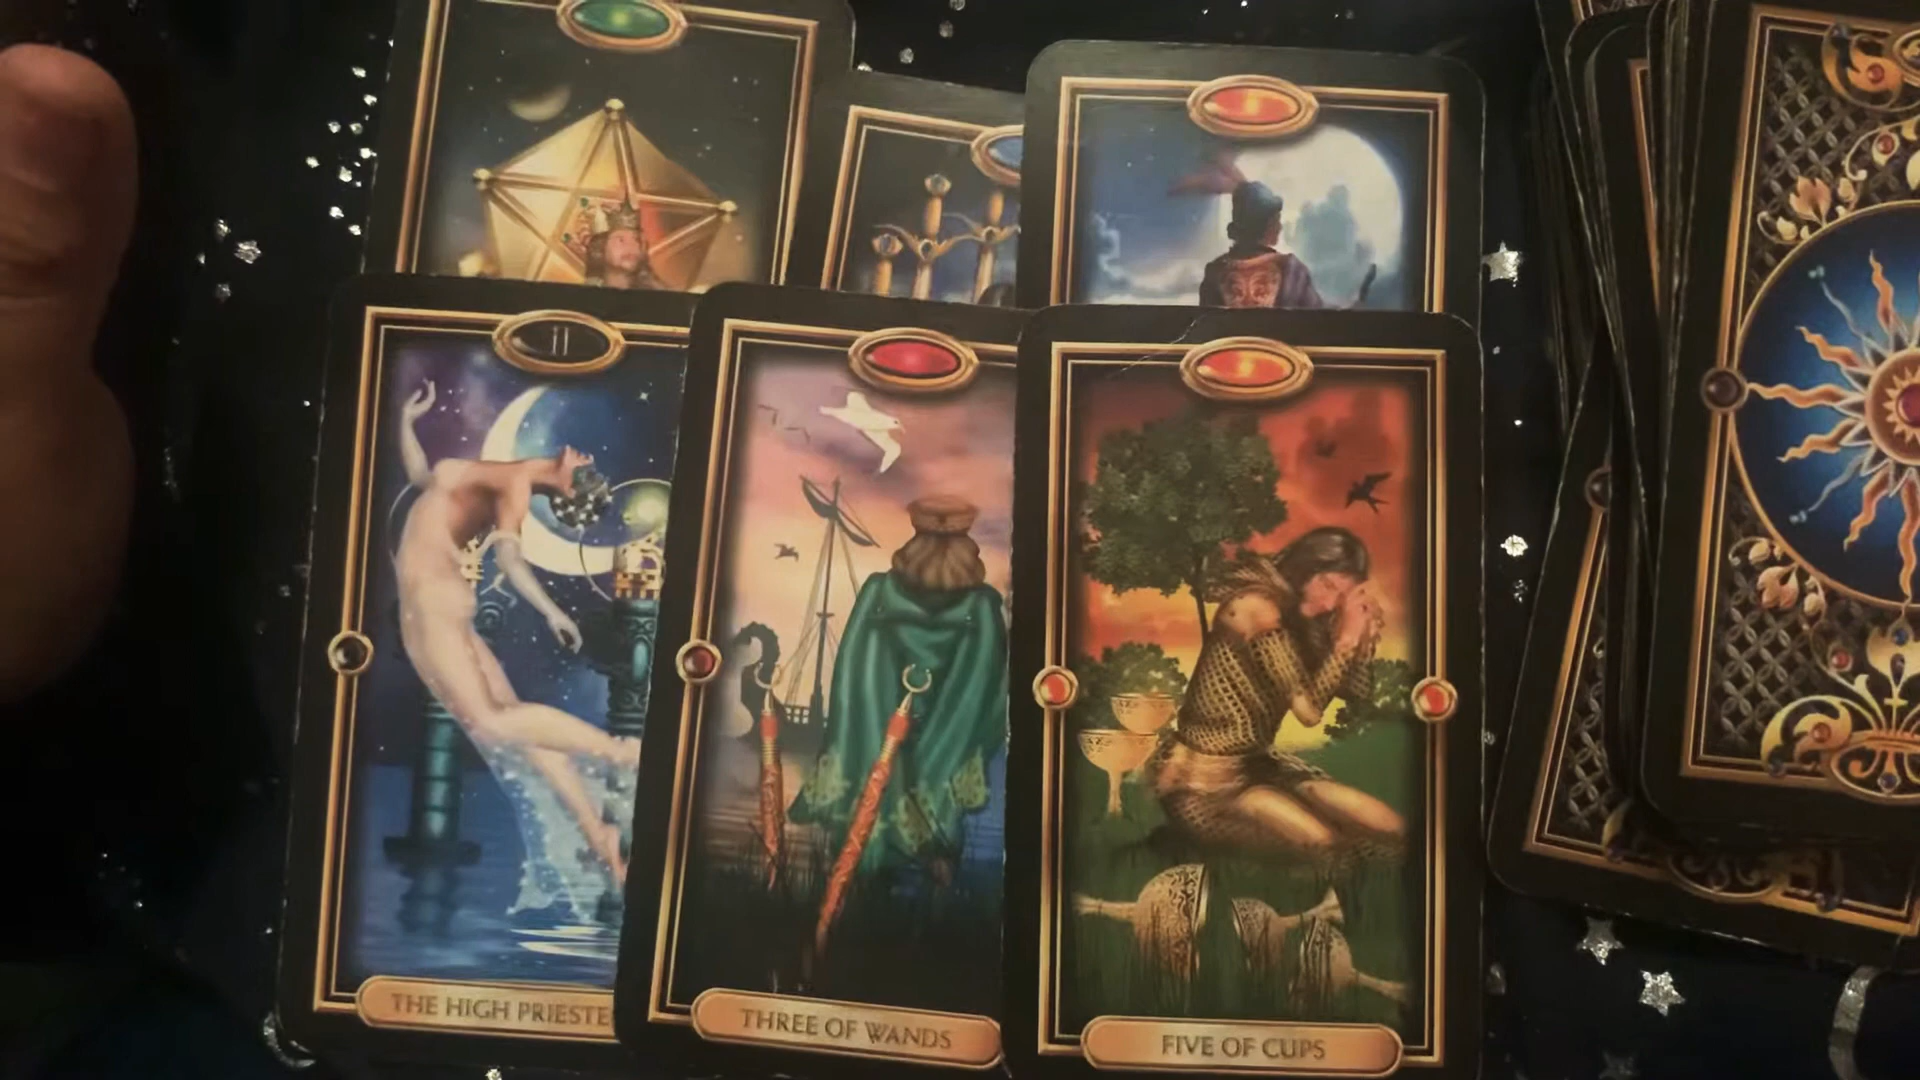 II
THE HIGH PRIESTE
THREE OF WANDS
FIVE OF CUPS